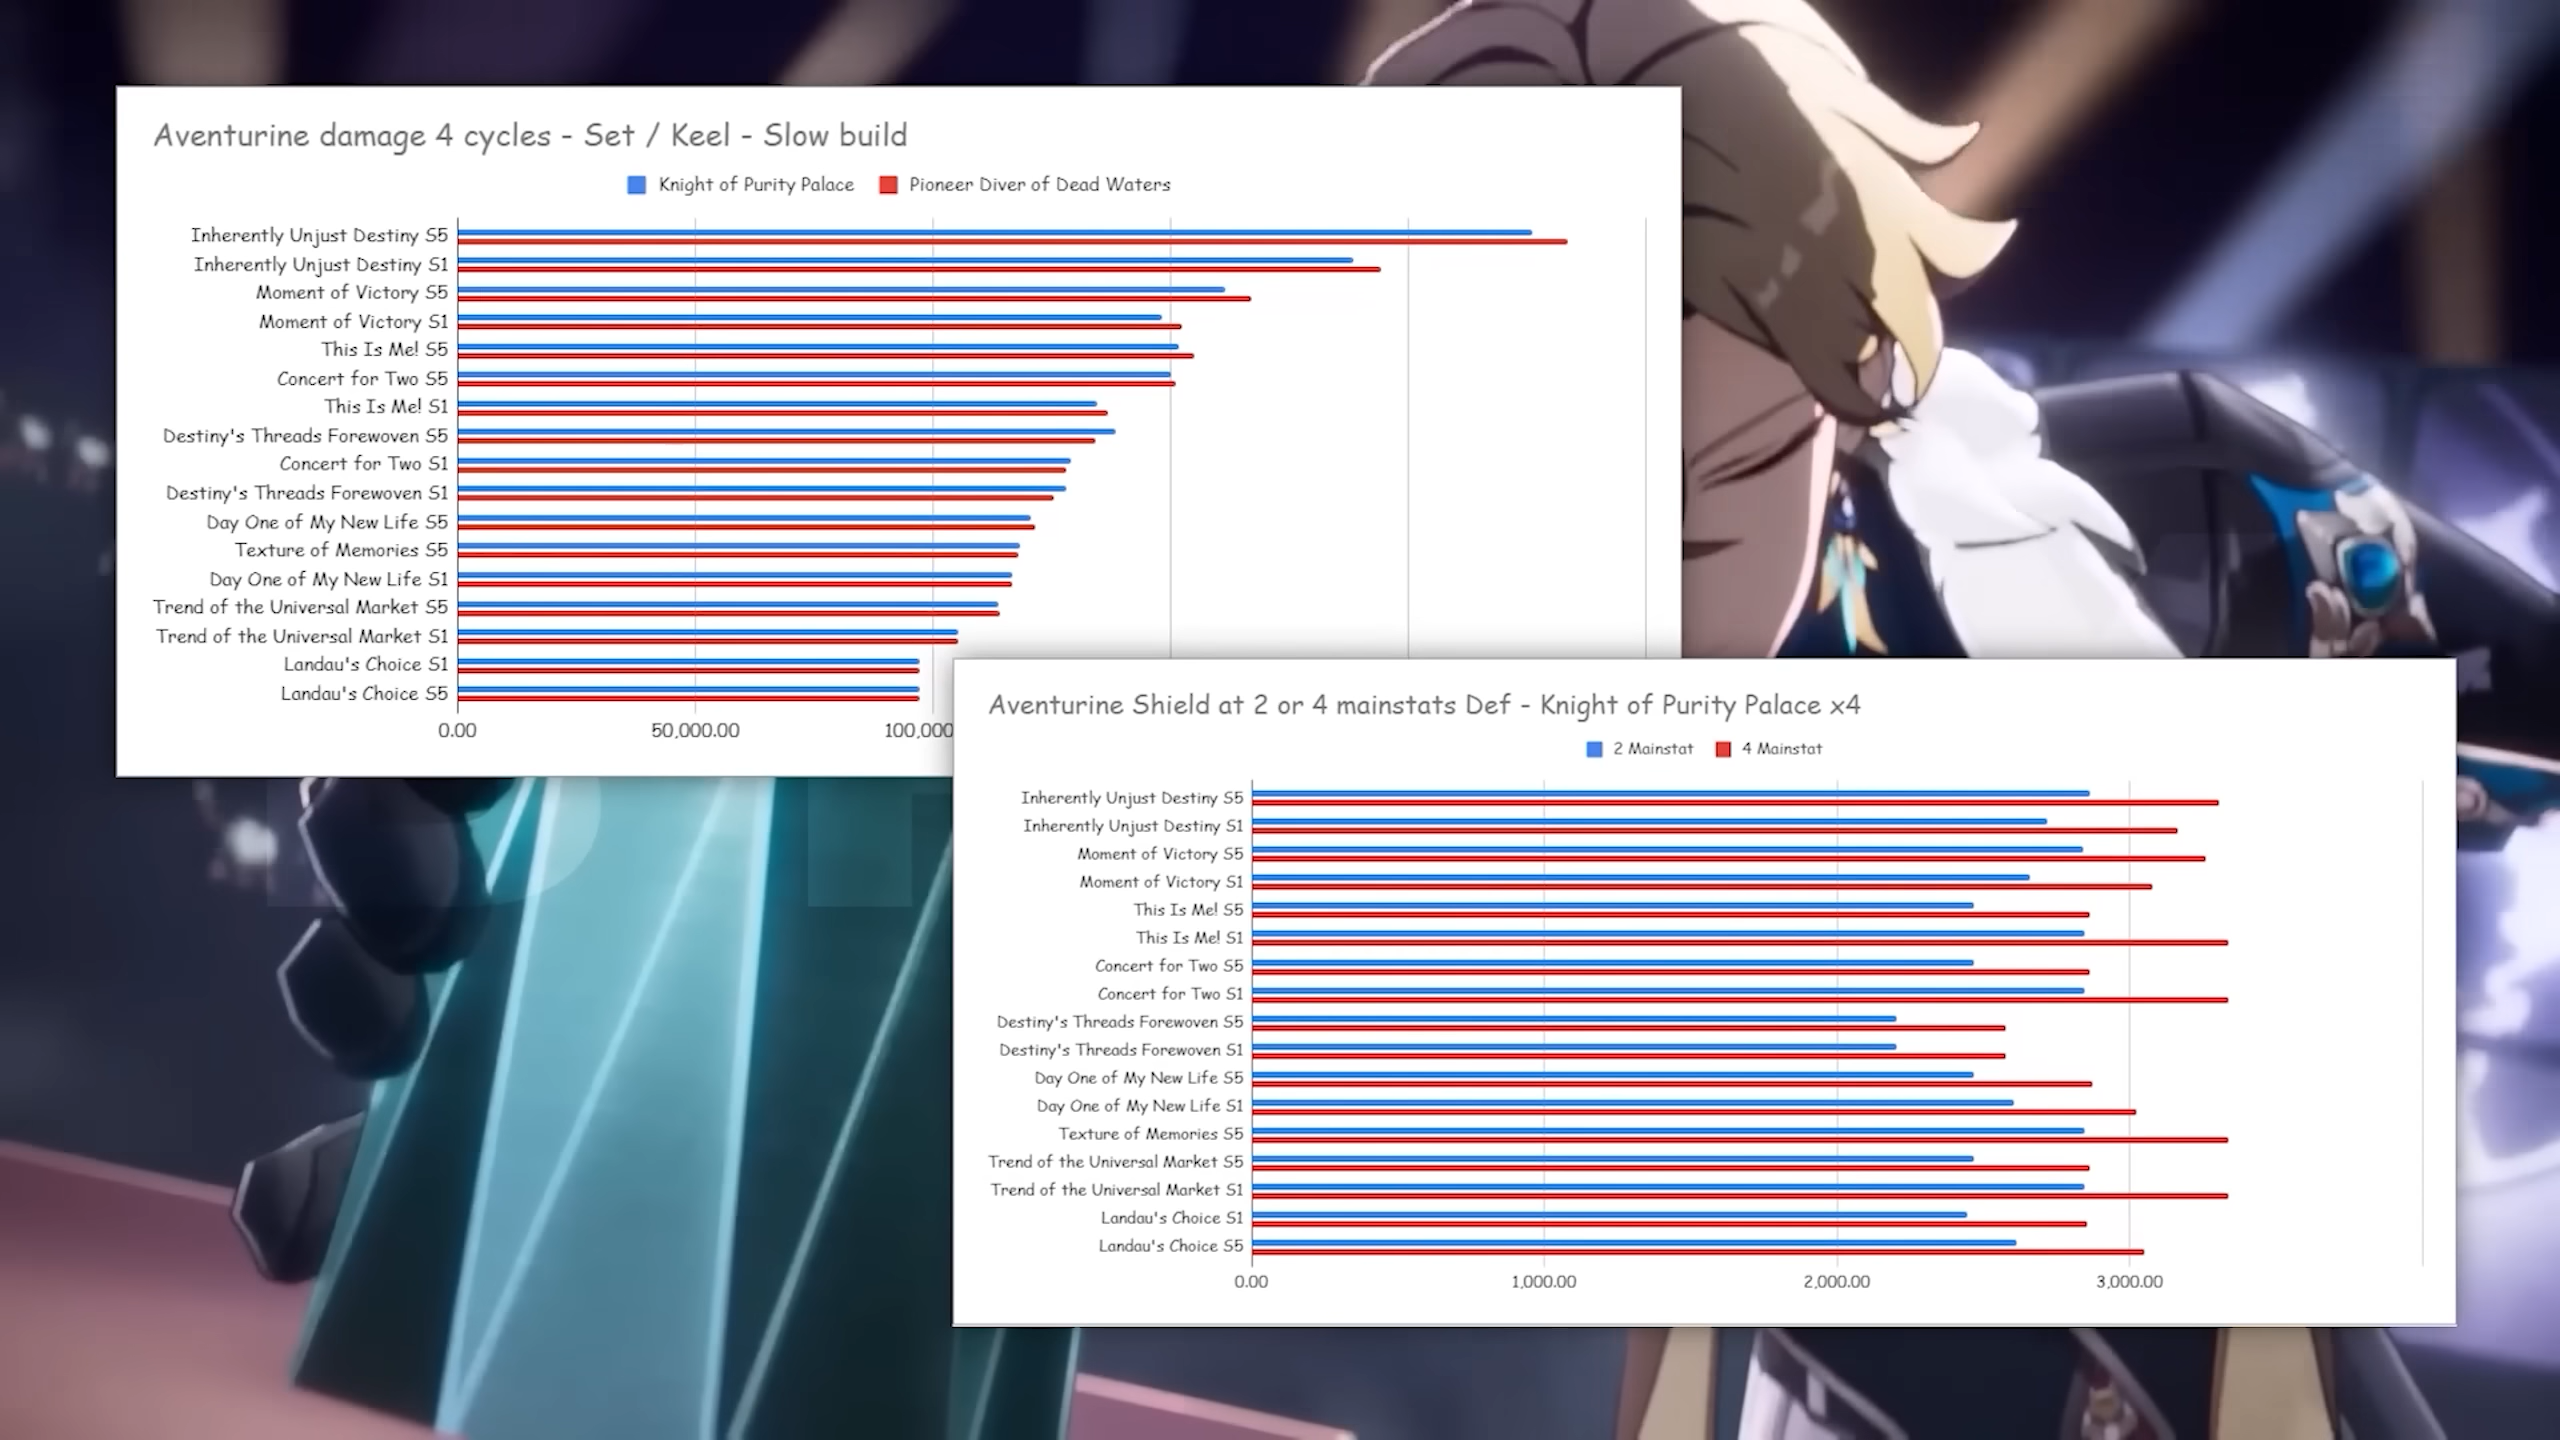 Aventurine damage 4 cycles - Set / Keel - Slow build
Knight of Purity Palace
Pioneer Diver of Dead Waters
Inherently Unjust Destiny S5
Inherently Unjust Destiny S1
Moment of Victory S5
Moment of Victory S1
This Is Me! S5
Concert for Two S5
This Is Me! S1
Destiny's Threads Forewoven S5
Concert for Two S1
Destiny's Threads Forewoven S1
Day One of My New Life S5
Texture of Memories S5
Day One of My New Life S1
Trend of the Universal Market S5
Trend of the Universal Market S1
Landau's Choice S1
Landau's Choice S5
0.00
50,000.00
100,000
Aventurine Shield at 2 or 4 mainstats Def - Knight of Purity Palace x4
2 Mainstat
4 Mainstat
Inherently Unjust Destiny S5
Inherently Unjust Destiny S1
Moment of Victory S5
Moment of Victory S1
This Is Me! S5
This Is Me! S1
Concert for Two S5
Concert for Two S1
Destiny's Threads Forewoven S5
Destiny's Threads Forewoven S1
Day One of My New Life S5
Day One of My New Life S1
Texture of Memories S5
Trend of the Universal Market S5
Trend of the Universal Market S1
Landau's Choice S1
Landau's Choice S5
0.00
1,000.00
2,000.00
3,000.00